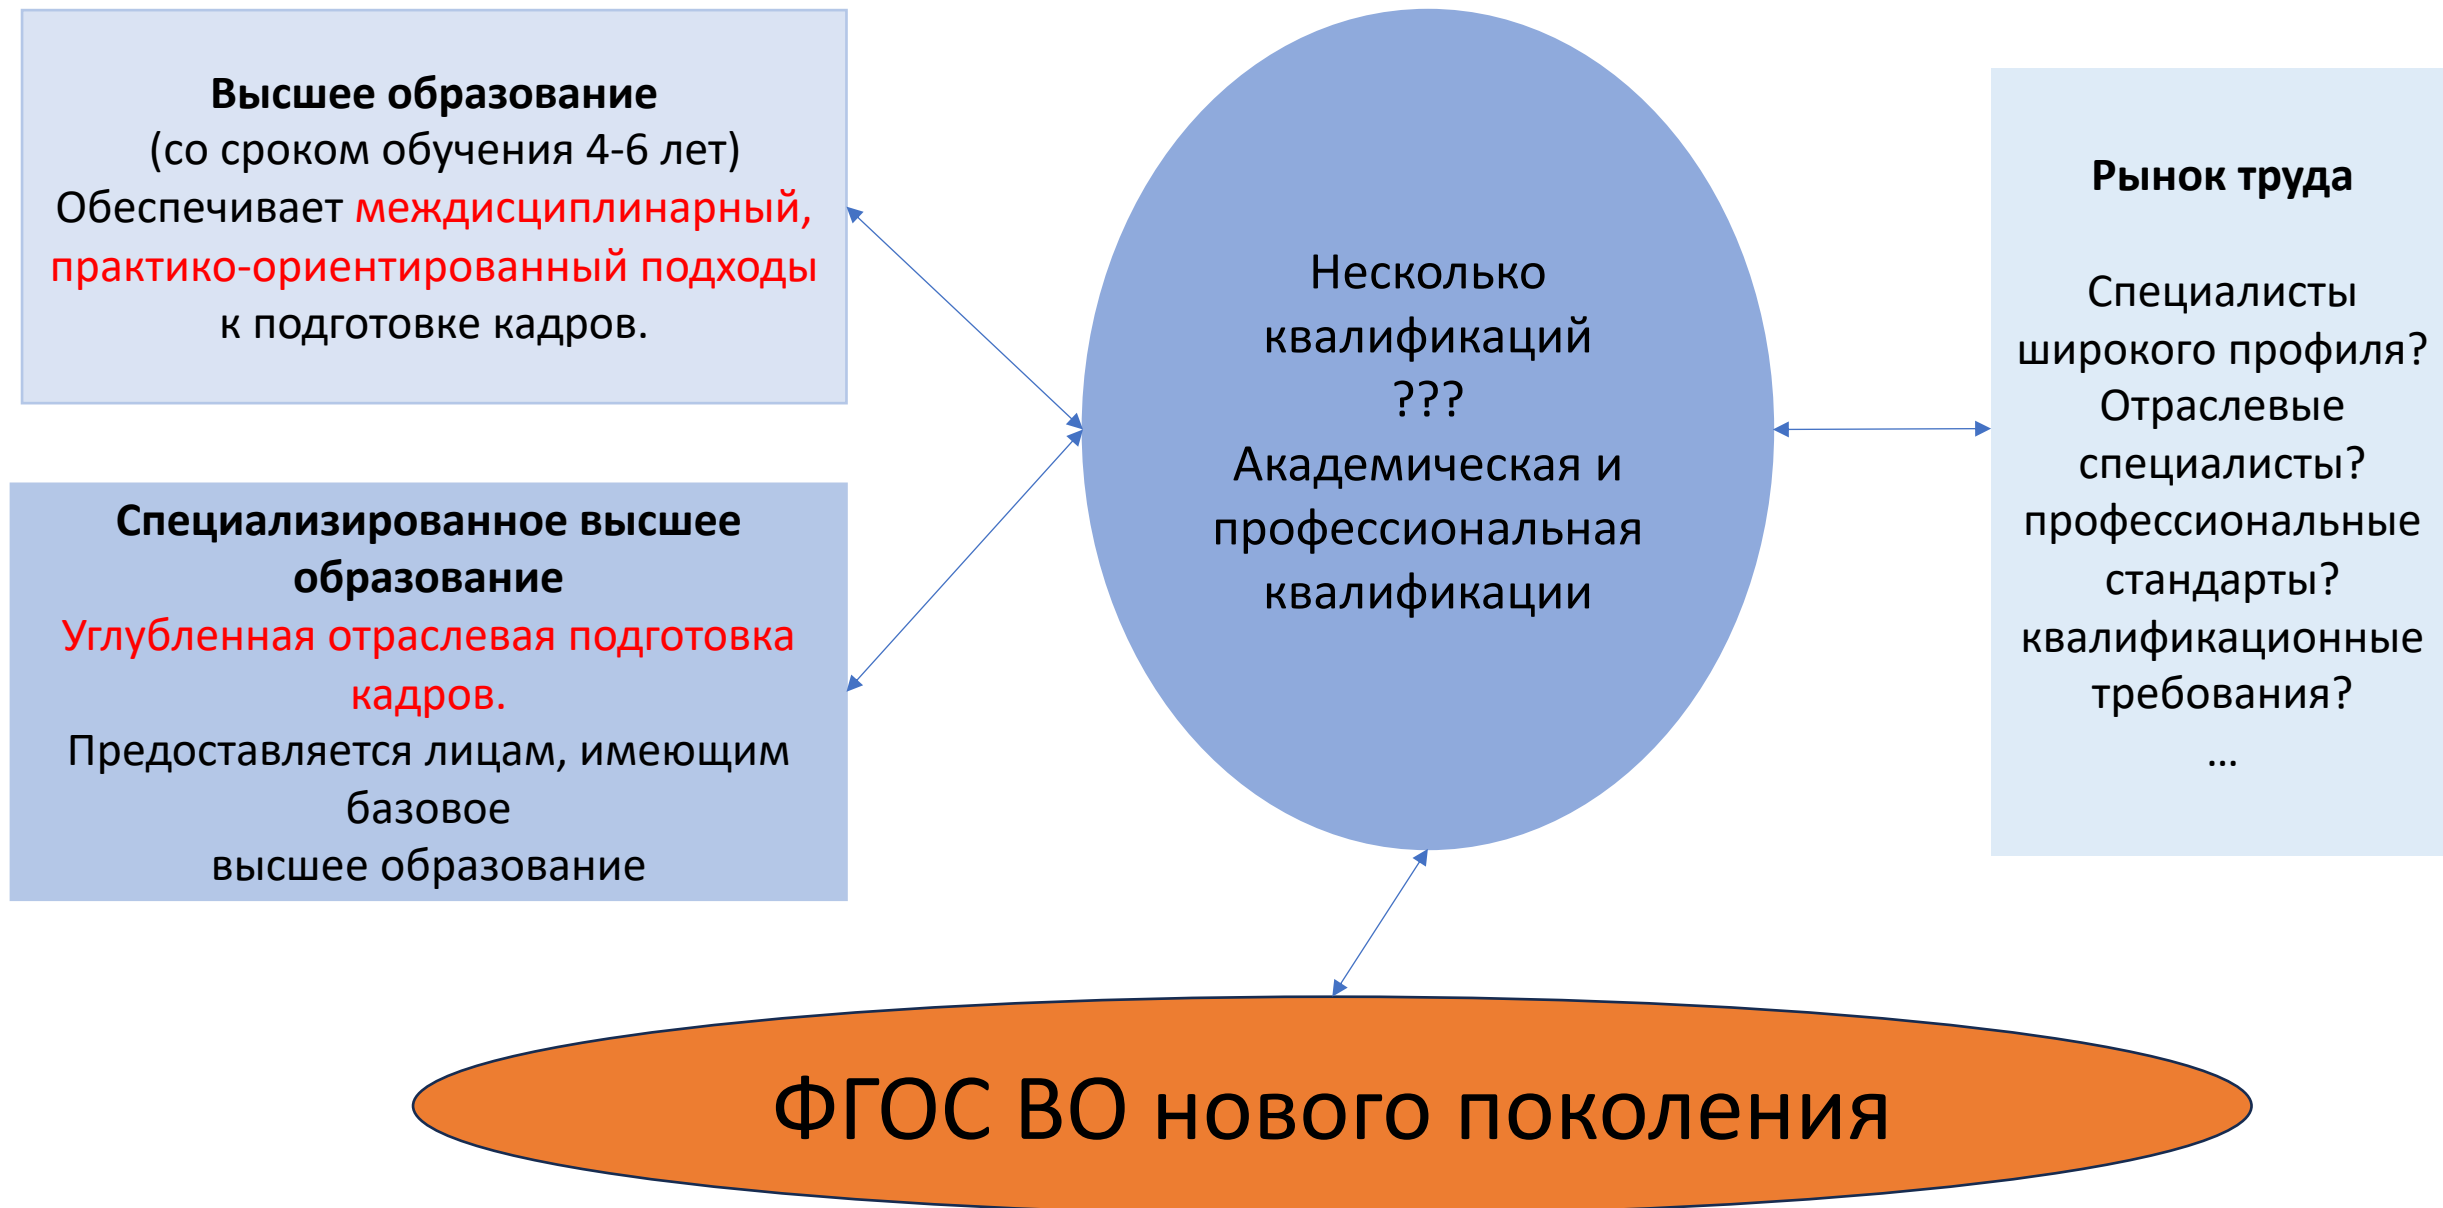 Высшее образование
(со сроком обучения 4-6 лет)
Обеспечивает междисциплинарный,
практико-ориентированный подходы
к подготовке кадров.
Специализированное высшее
образование
Углубленная отраслевая подготовка
кадров.
Предоставляется лицам, имеющим
базовое
высшее образование
Несколько
квалификаций
???
Академическая и
профессиональная
квалификации
Рынок труда
Специалисты
широкого профиля?
Отраслевые
специалисты?
профессиональные
стандарты?
квалификационные
требования?
…
ФГОС ВО нового поколения